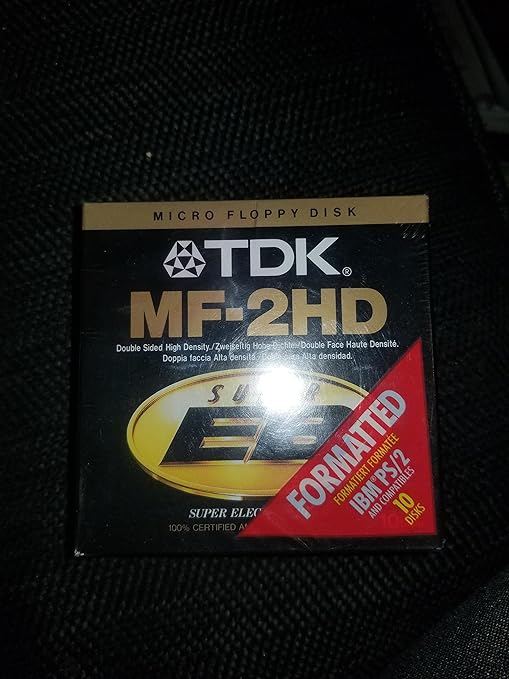 MICRO FLOPPY DISK
TDK®
MF-2HD
Double Sided High Density./Zweiseitig Hohe Dichte./Double Face Haute Densité.
Doppia faccia Alta densità./ Alta densidad.
SUPER
EB
SUPER ELEC
100% CERTIFIED
FORMATTED
FORMATIERT FORMATÉE
IBM® PS/2
AND COMPATIBLES
10
DISKS